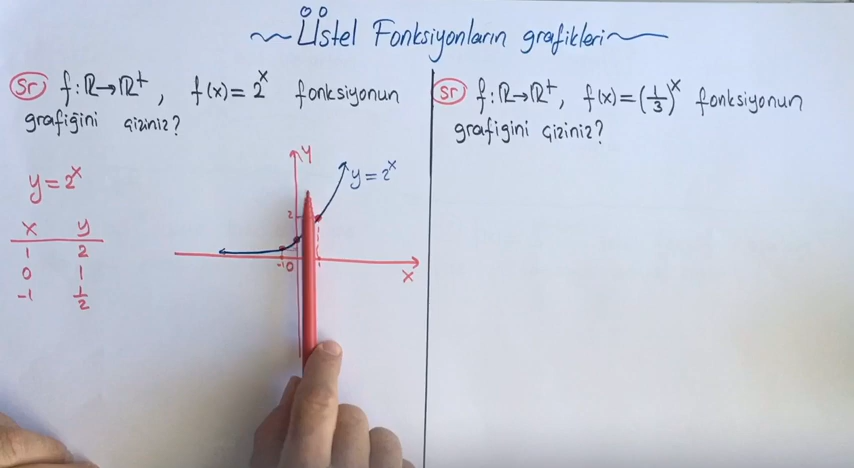 Üstel Fonksiyonların grafikleri
Sr f: ℝ→ℝ⁺, f(x)=2ˣ fonksiyonun
grafiğini çiziniz?
y=2ˣ
x y
1 2
0 1
-1 1/2
y
y=2ˣ
2
-1 0 1
x
Sr f: ℝ→ℝ⁺, f(x)=(1/3)ˣ fonksiyonun
grafiğini çiziniz?